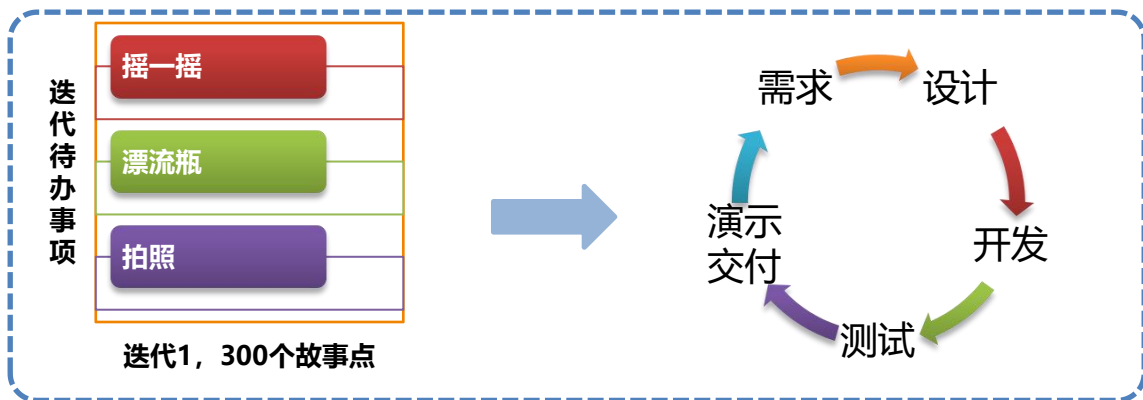 迭代待办事项
摇一摇
漂流瓶
拍照
迭代1，300个故事点
需求
设计
开发
测试
演示
交付